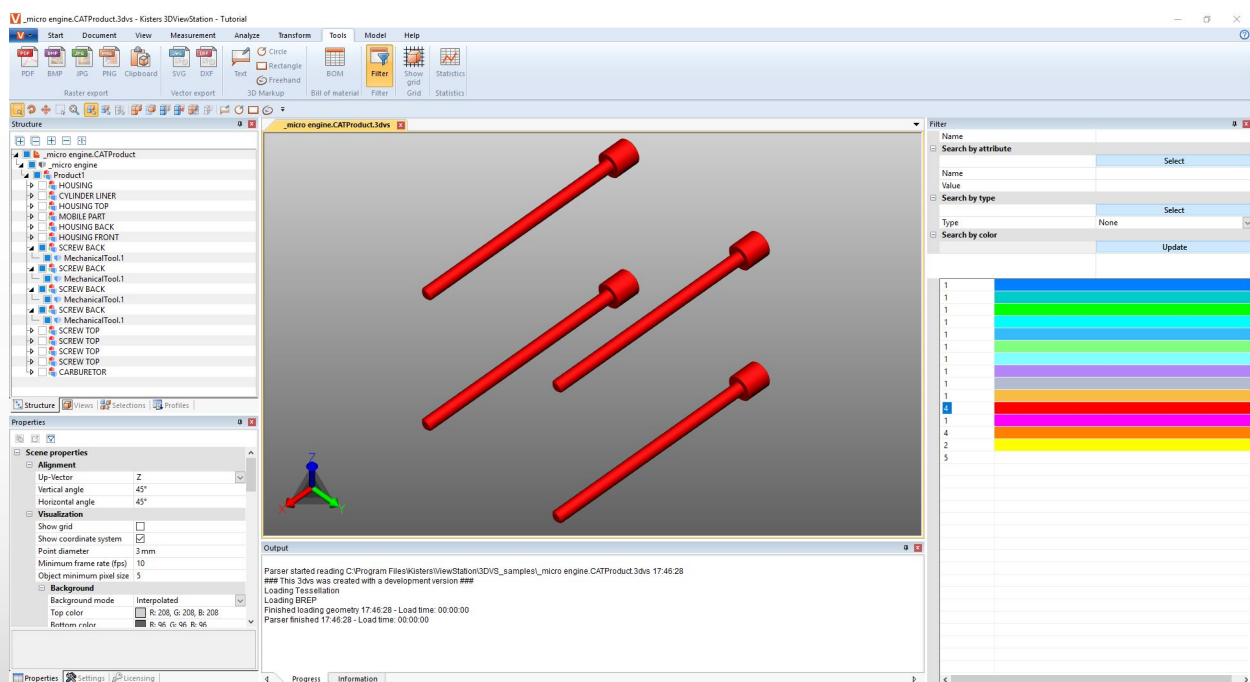 _micro engine.CATProduct.3dvs - Kisters 3DViewStation - Tutorial
Start Document View Measurement Analyze Transform Tools Model Help
PDF BMP JPG PNG Clipboard SVG DXF Text Circle Rectangle Freehand BOM Filter Show grid Statistics
Raster export Vector export 3D Markup Bill of material Filter Grid Statistics
Structure
_micro engine.CATProduct
_micro engine
Product1
HOUSING
CYLINDER LINER
HOUSING TOP
MOBILE PART
HOUSING BACK
HOUSING FRONT
SCREW BACK
MechanicalTool.1
SCREW BACK
MechanicalTool.1
SCREW BACK
MechanicalTool.1
SCREW BACK
MechanicalTool.1
SCREW TOP
SCREW TOP
SCREW TOP
SCREW TOP
CARBURETOR
Structure Views Selections Profiles
Properties
Scene properties
Alignment
Up-Vector Z
Vertical angle 45°
Horizontal angle 45°
Visualization
Show grid
Show coordinate system
Point diameter 3 mm
Minimum frame rate (fps) 10
Object minimum pixel size 5
Background
Background mode Interpolated
Top color R: 208, G: 208, B: 208
Bottom color R: 96, G: 96, B: 96
Properties Settings Licensing
_micro engine.CATProduct.3dvs
Z
X
Y
Output
Parser started reading C:\Program Files\Kisters\ViewStation\3DVS_samples\_micro engine.CATProduct.3dvs 17:46:28
### This 3dvs was created with a development version ###
Loading Tessellation
Loading BREP
Finished loading geometry 17:46:28 - Load time: 00:00:00
Parser finished 17:46:28 - Load time: 00:00:00
Progress Information
Filter
Name
Search by attribute
Select
Name
Value
Search by type
Select
Type None
Search by color
Update
1
1
1
1
1
1
1
1
1
1
4
1
4
2
5